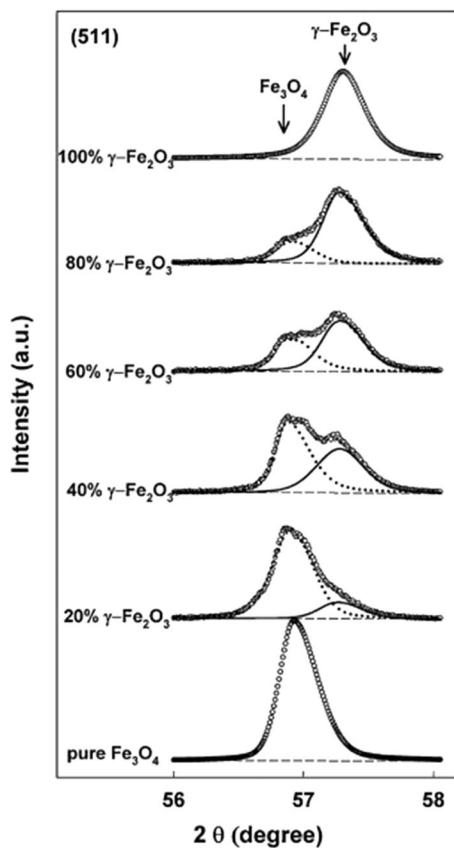 (511)
γ–Fe₂O₃
Fe₃O₄
100% γ–Fe₂O₃
80% γ–Fe₂O₃
60% γ–Fe₂O₃
40% γ–Fe₂O₃
20% γ–Fe₂O₃
pure Fe₃O₄
Intensity (a.u.)
56 57 58
2 θ (degree)